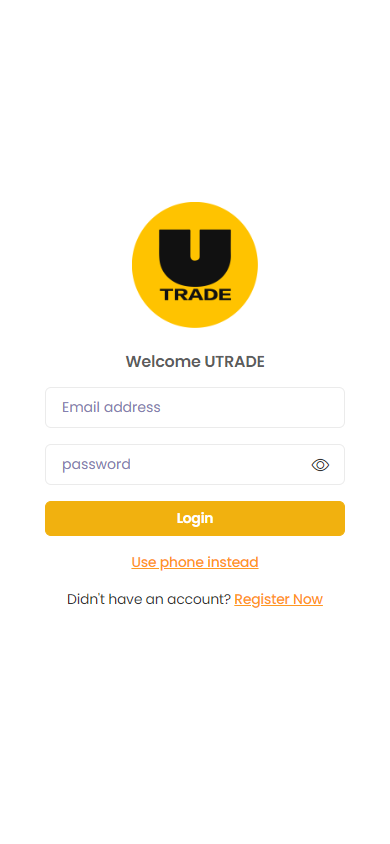 U
TRADE
Welcome UTRADE
Email address
password
Login
Use phone instead
Didn't have an account? Register Now